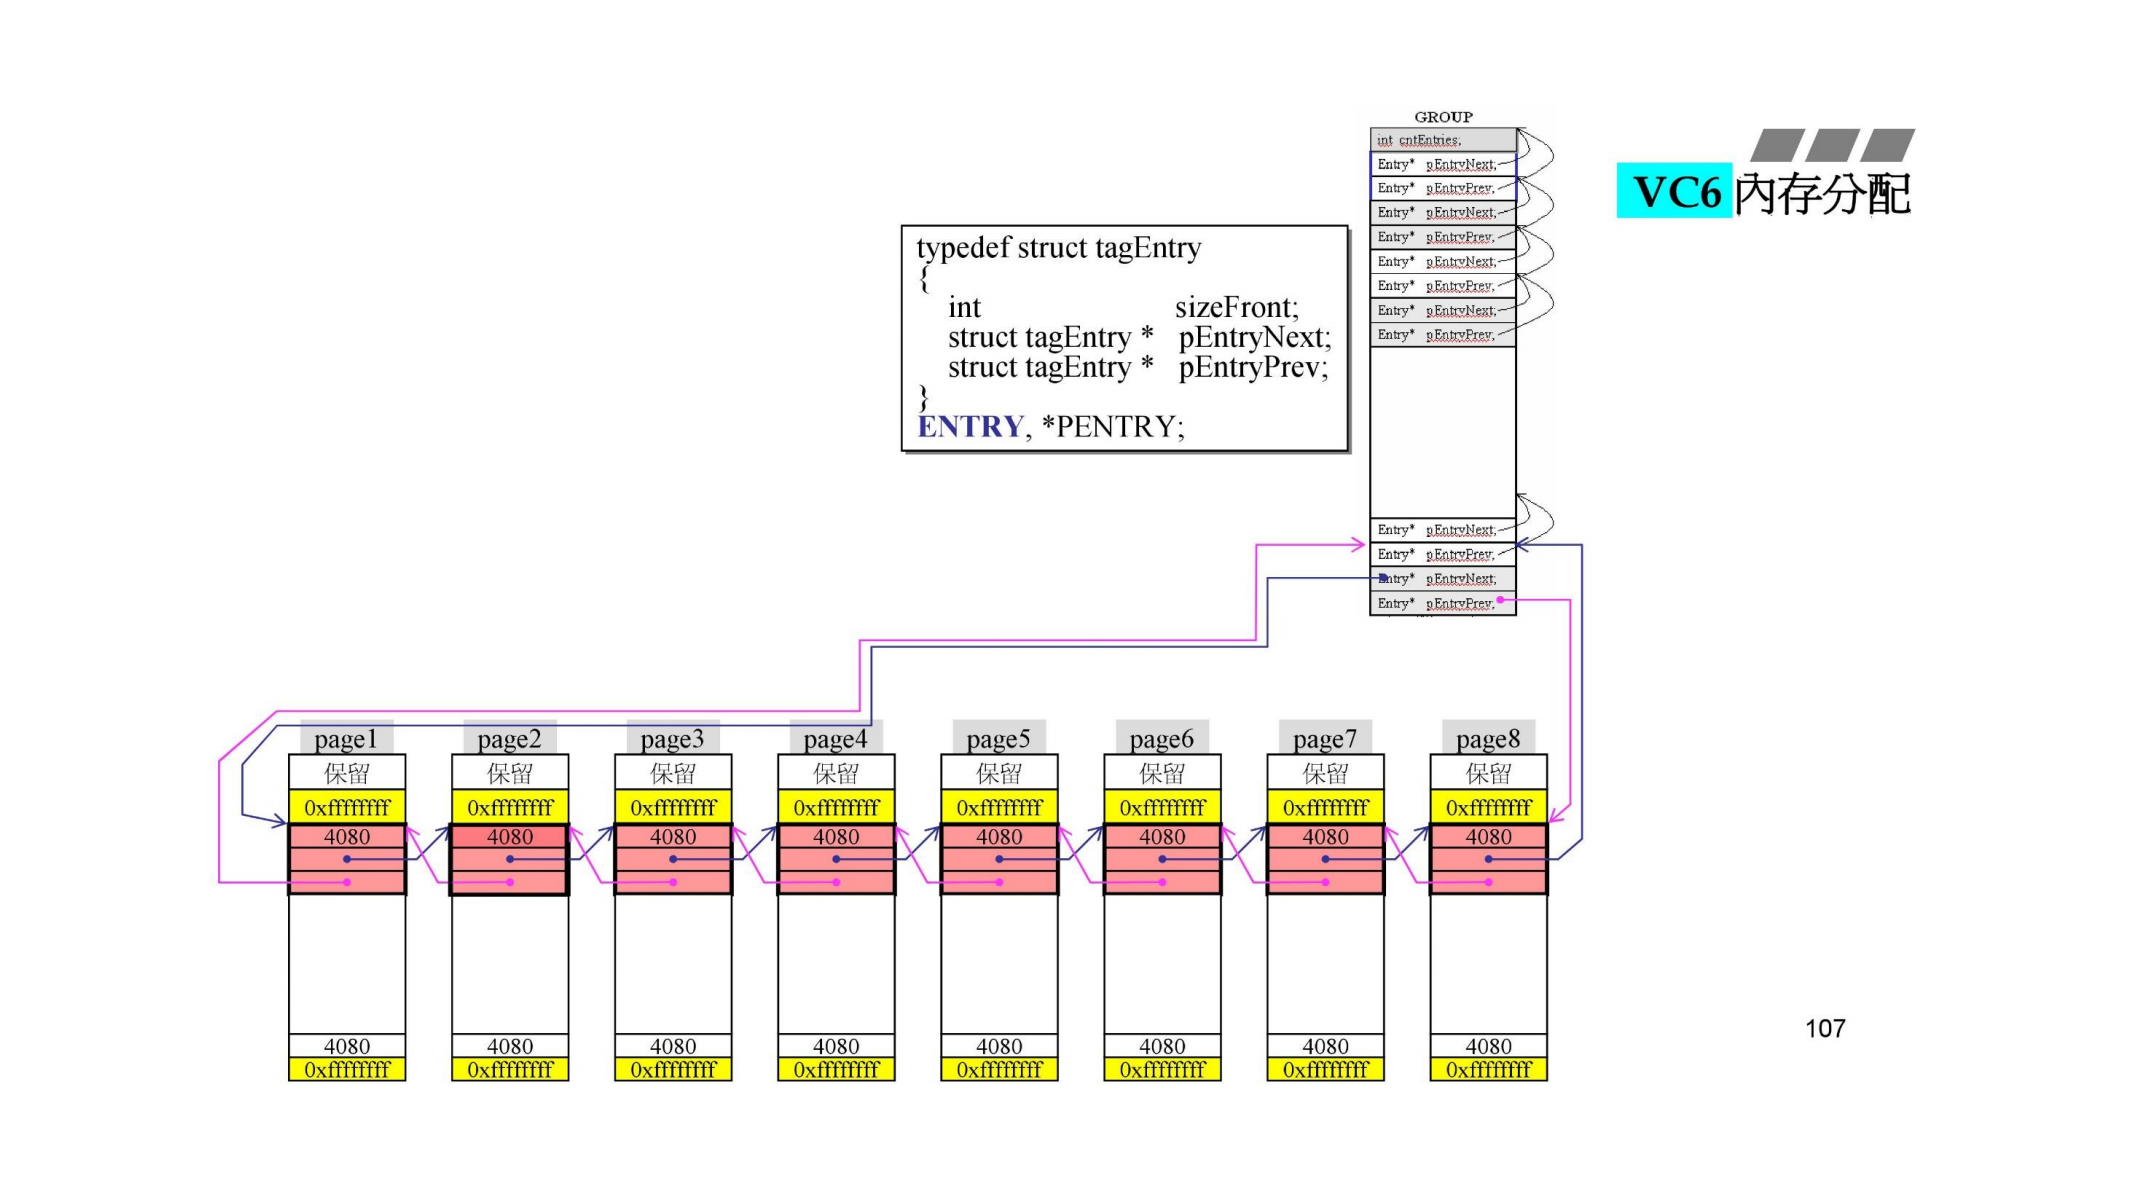 GROUP
int cntEntries;
Entry* pEntryNext;
Entry* pEntryPrev;
Entry* pEntryNext;
Entry* pEntryPrev;
Entry* pEntryNext;
Entry* pEntryPrev;
Entry* pEntryNext;
Entry* pEntryPrev;
Entry* pEntryNext;
Entry* pEntryPrev;
Entry* pEntryNext;
Entry* pEntryPrev;
VC6 內存分配
typedef struct tagEntry
{
int sizeFront;
struct tagEntry * pEntryNext;
struct tagEntry * pEntryPrev;
}
ENTRY, *PENTRY;
page1 page2 page3 page4 page5 page6 page7 page8
保留 保留 保留 保留 保留 保留 保留 保留
0xffffffff 0xffffffff 0xffffffff 0xffffffff 0xffffffff 0xffffffff 0xffffffff 0xffffffff
4080 4080 4080 4080 4080 4080 4080 4080
4080 4080 4080 4080 4080 4080 4080 4080
0xffffffff 0xffffffff 0xffffffff 0xffffffff 0xffffffff 0xffffffff 0xffffffff 0xffffffff
107